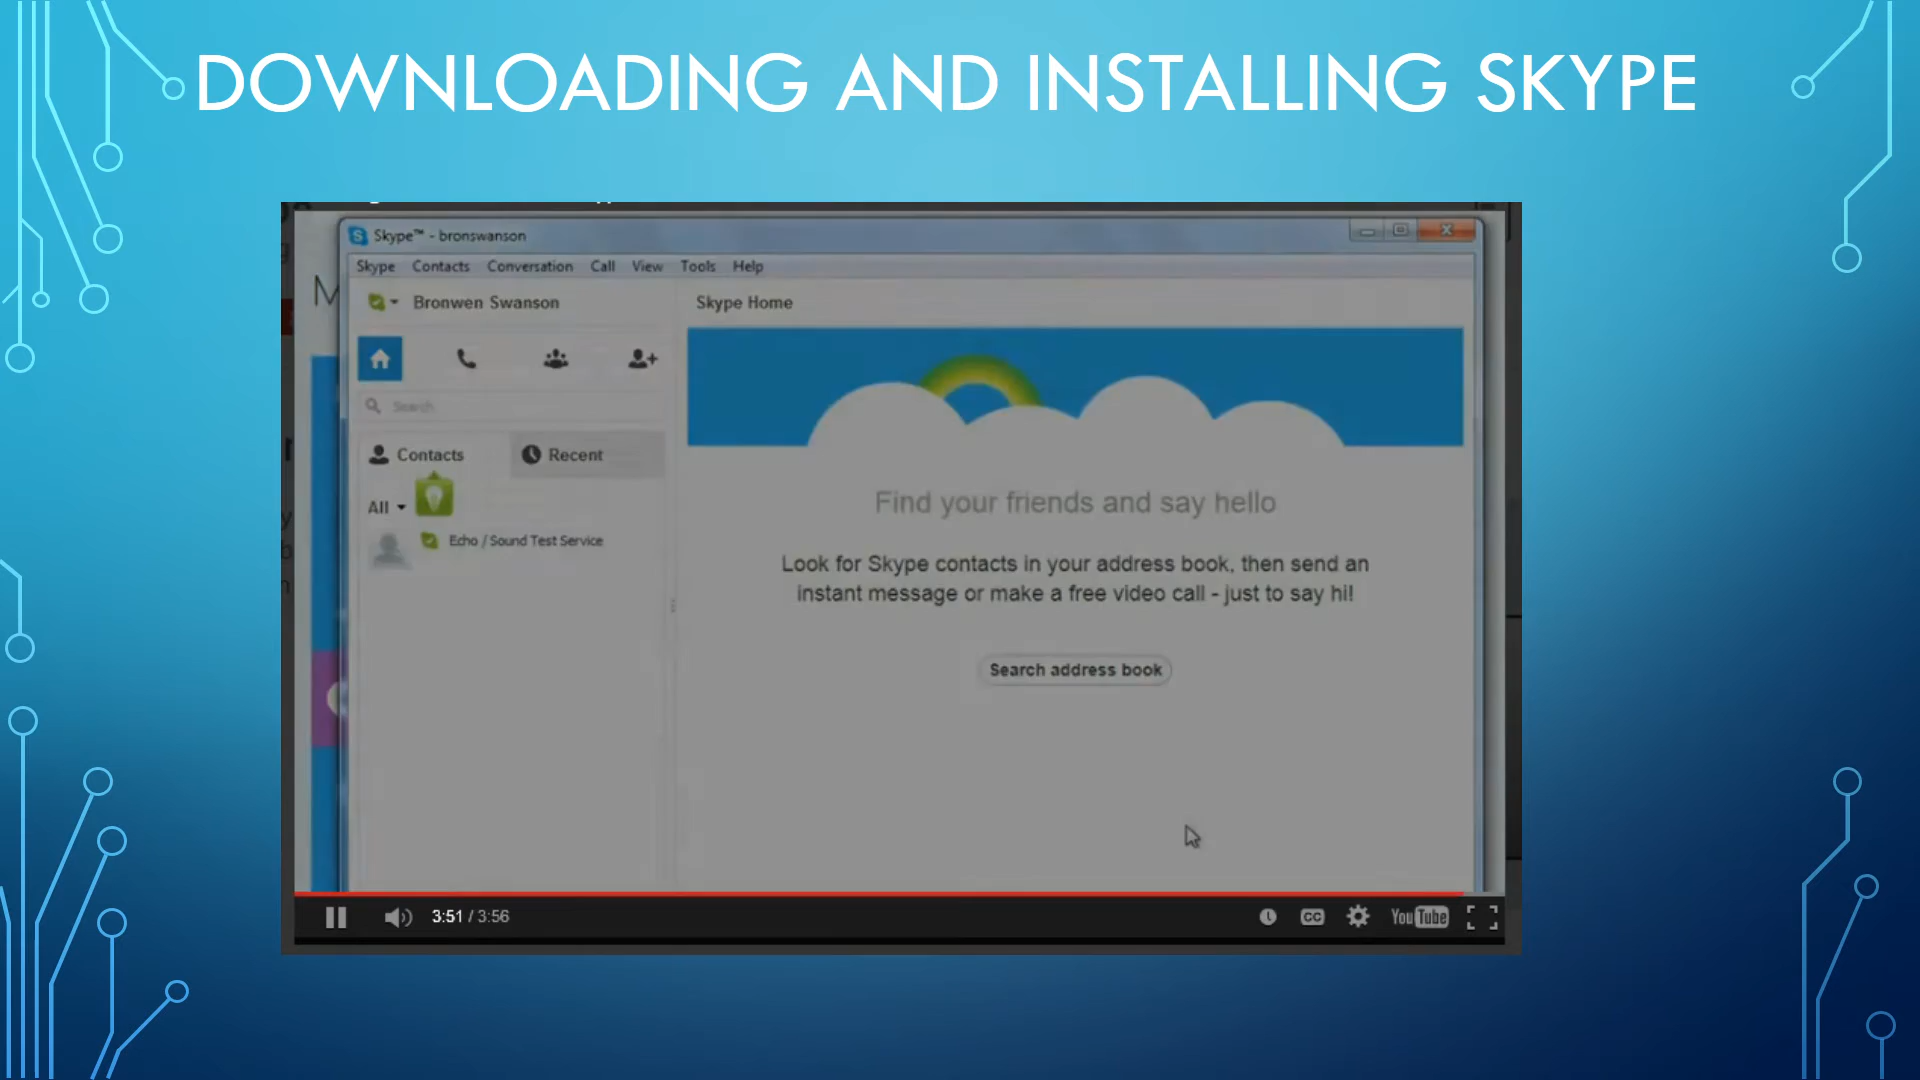 DOWNLOADING AND INSTALLING SKYPE
Skype™ - bronswanson
Skype Contacts Conversation Call View Tools Help
Bronwen Swanson
Skype Home
Search
Contacts
Recent
All
Echo / Sound Test Service
Find your friends and say hello
Look for Skype contacts in your address book, then send an
instant message or make a free video call - just to say hi!
Search address book
3:51 / 3:56
CC
YouTube